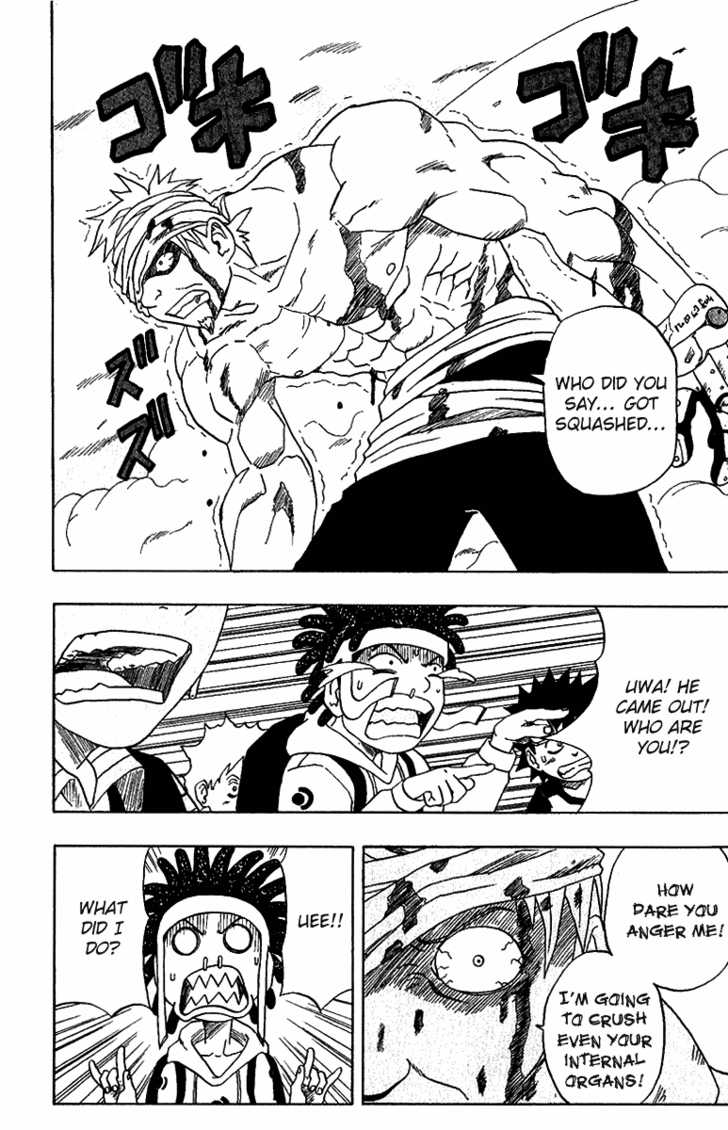 ゴキ
ゴキ
ズズ
WHO DID YOU
SAY... GOT
SQUASHED...
UWA! HE
CAME OUT!
WHO ARE
YOU!?
HOW
DARE YOU
ANGER ME!
I'M GOING
TO CRUSH
EVEN YOUR
INTERNAL
ORGANS!
UEE!!
WHAT
DID I
DO?